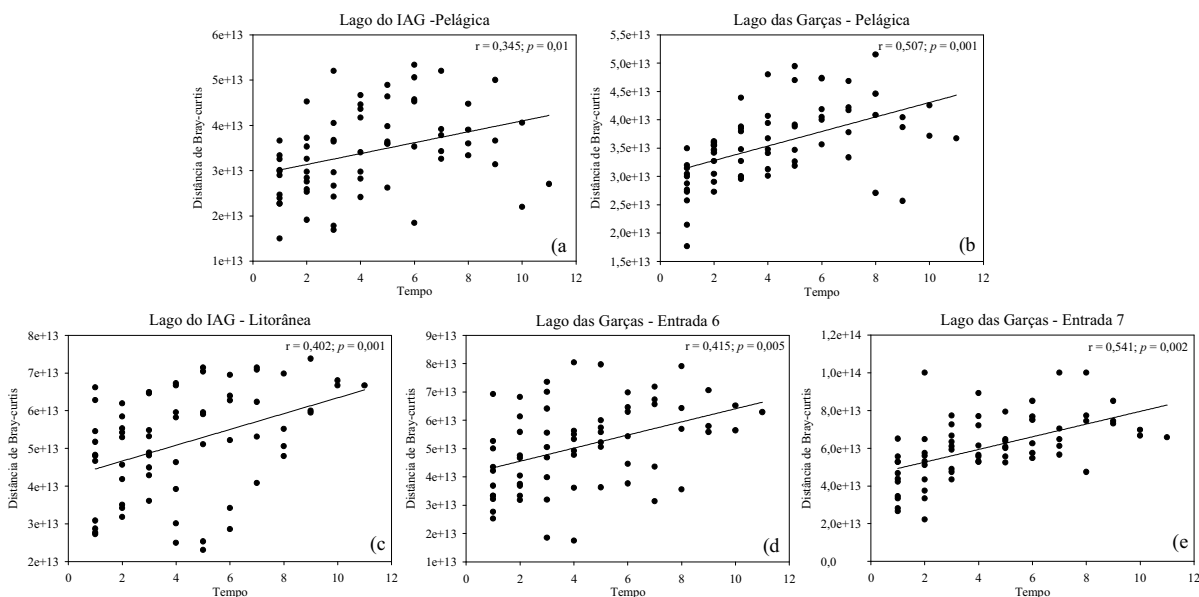 Lago do IAG -Pelágica
r = 0,345; p = 0,01
6e+13
5e+13
4e+13
3e+13
2e+13
1e+13
Distância de Bray-curtis
0 2 4 6 8 10 12
Tempo
(a
Lago das Garças - Pelágica
r = 0,507; p = 0,001
5,5e+13
5,0e+13
4,5e+13
4,0e+13
3,5e+13
3,0e+13
2,5e+13
2,0e+13
1,5e+13
Distância de Bray-curtis
0 2 4 6 8 10 12
Tempo
(b
Lago do IAG - Litorânea
r = 0,402; p = 0,001
8e+13
7e+13
6e+13
5e+13
4e+13
3e+13
2e+13
Distância de Bray-curtis
0 2 4 6 8 10 12
Tempo
(c
Lago das Garças - Entrada 6
r = 0,415; p = 0,005
9e+13
8e+13
7e+13
6e+13
5e+13
4e+13
3e+13
2e+13
1e+13
Distância de Bray-curtis
0 2 4 6 8 10 12
Tempo
(d
Lago das Garças - Entrada 7
r = 0,541; p = 0,002
1,2e+14
1,0e+14
8,0e+13
6,0e+13
4,0e+13
2,0e+13
0,0
Distância de Bray-curtis
0 2 4 6 8 10 12
Tempo
(e